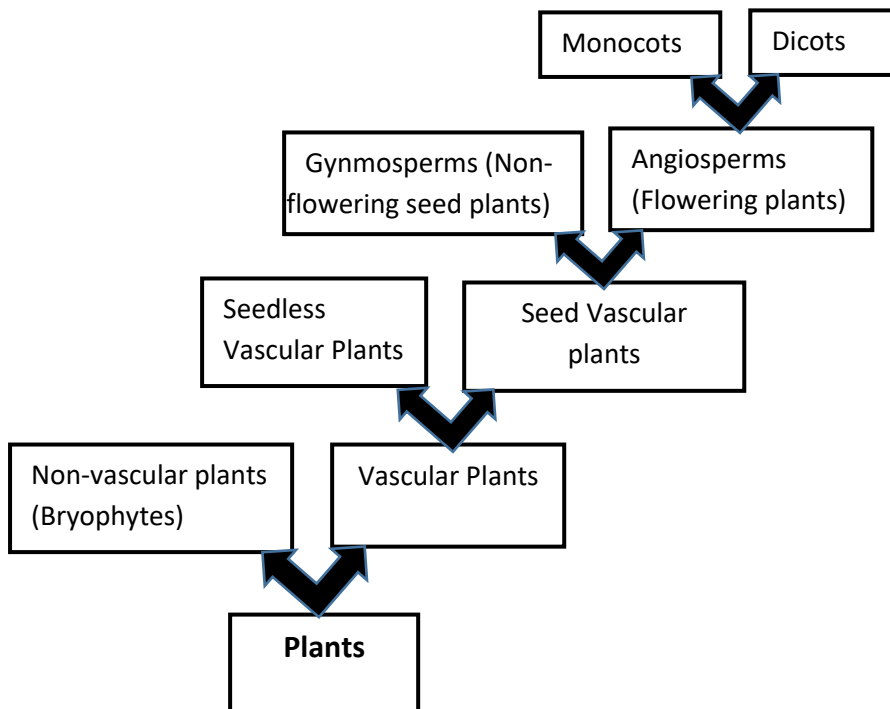 Monocots
Dicots
Gynmosperms (Non-
flowering seed plants)
Angiosperms
(Flowering plants)
Seedless
Vascular Plants
Seed Vascular
plants
Non-vascular plants
(Bryophytes)
Vascular Plants
Plants